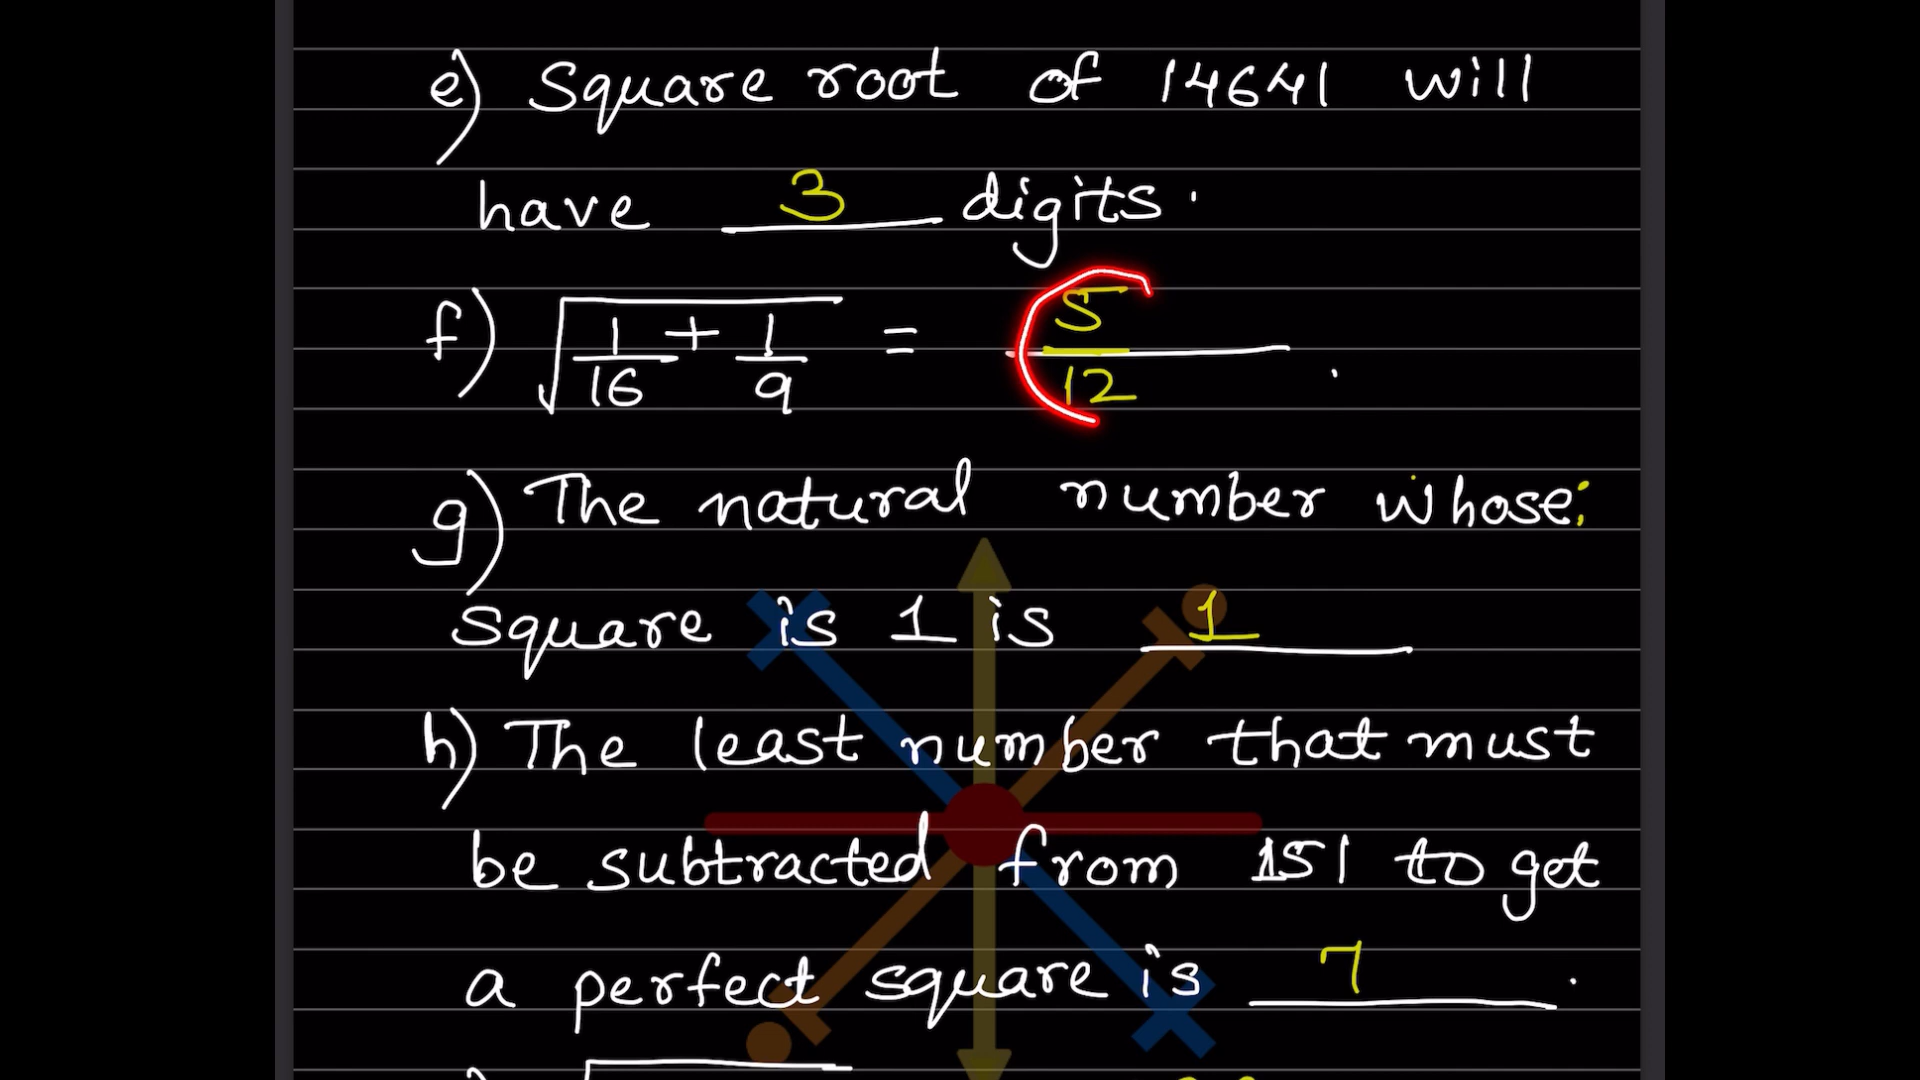 e) Square root of 14641 will
have 3 digits.
f) √(1/16 + 1/9) = 5/12 .
g) The natural number whose:
square is 1 is 1
h) The least number that must
be subtracted from 151 to get
a perfect square is 7 .